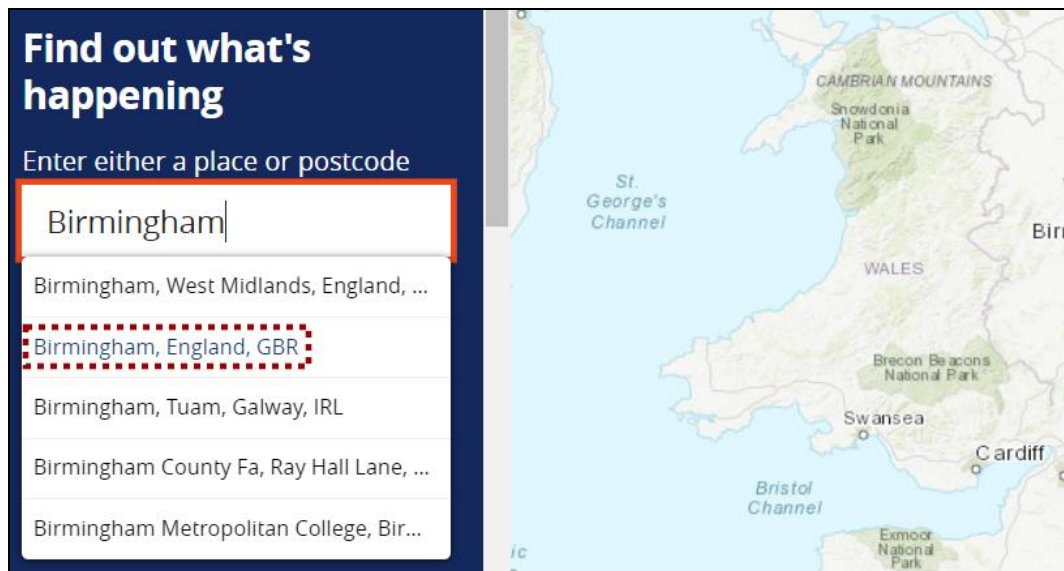 Find out what's
happening
Enter either a place or postcode
Birmingham
Birmingham, West Midlands, England, ...
Birmingham, England, GBR
Birmingham, Tuam, Galway, IRL
Birmingham County Fa, Ray Hall Lane, ...
Birmingham Metropolitan College, Bir...
CAMBRIAN MOUNTAINS
Snowdonia
National
Park
St.
George's
Channel
Bir
WALES
Brecon Beacons
National Park
Swansea
Cardiff
Bristol
Channel
Exmoor
National
Park
ic